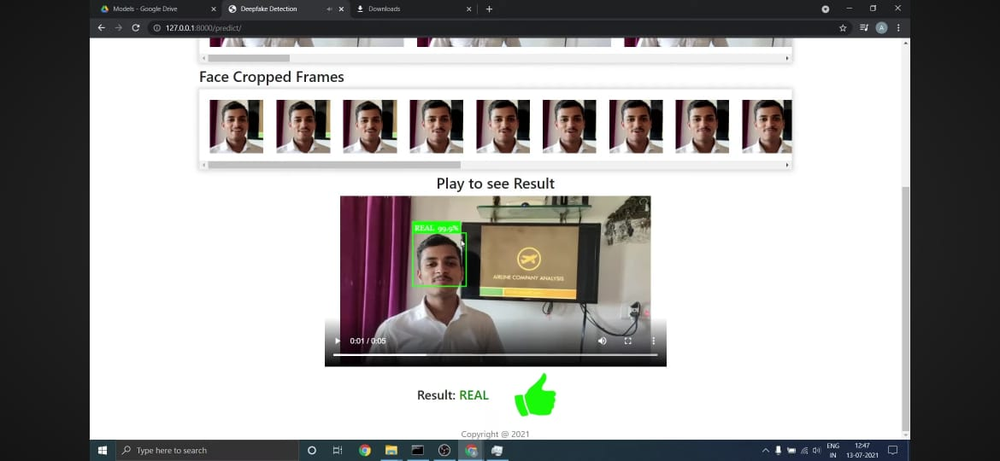 Models - Google Drive
Deepfake Detection
Downloads
127.0.0.1:8000/predict/
A
Face Cropped Frames
Play to see Result
REAL 99.9%
AIRLINE COMPANY ANALYSIS
0:01 / 0:05
Result: REAL
Copyright @ 2021
Type here to search
ENG
IN
12:47
13-07-2021